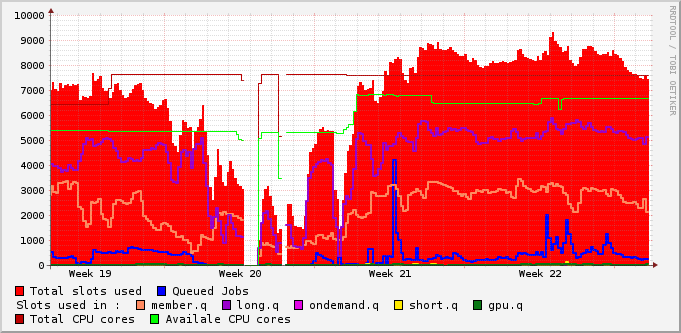 10000
9000
8000
7000
6000
5000
4000
3000
2000
1000
0
Week 19 Week 20 Week 21 Week 22
RRDTOOL / TOBI OETIKER
Total slots used Queued Jobs
Slots used in : member.q long.q ondemand.q short.q gpu.q
Total CPU cores Availale CPU cores